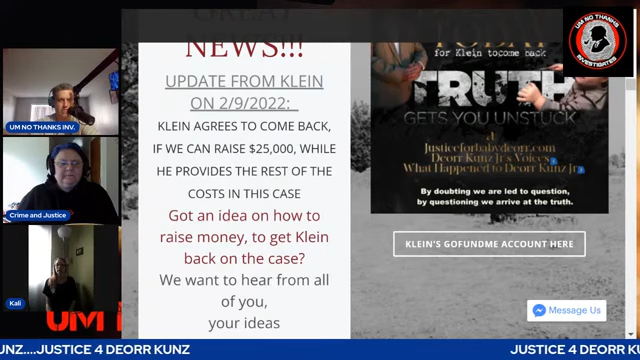 GREAT
NEWS!!!
UPDATE FROM KLEIN
ON 2/9/2022:
KLEIN AGREES TO COME BACK,
IF WE CAN RAISE $25,000, WHILE
HE PROVIDES THE REST OF THE
COSTS IN THIS CASE
Got an idea on how to
raise money, to get Klein
back on the case?
We want to hear from all
of you,
your ideas
TODAY
for Klein tocome back
TRUTH
GETS YOU UNSTUCK
at
Justiceforbabydeorr.com
Deorr Kunz Jr's Voices
What Happened to Deorr Kunz Jr
By doubting we are led to question,
by questioning we arrive at the truth.
KLEIN'S GOFUNDME ACCOUNT HERE
Message Us
UM NO THANKS
INVESTIGATES
UM NO THANKS INV.
Crime and Justice
Kali
UM
UNZ....JUSTICE 4 DEORR KUNZ
JUSTICE 4 DEORR KU